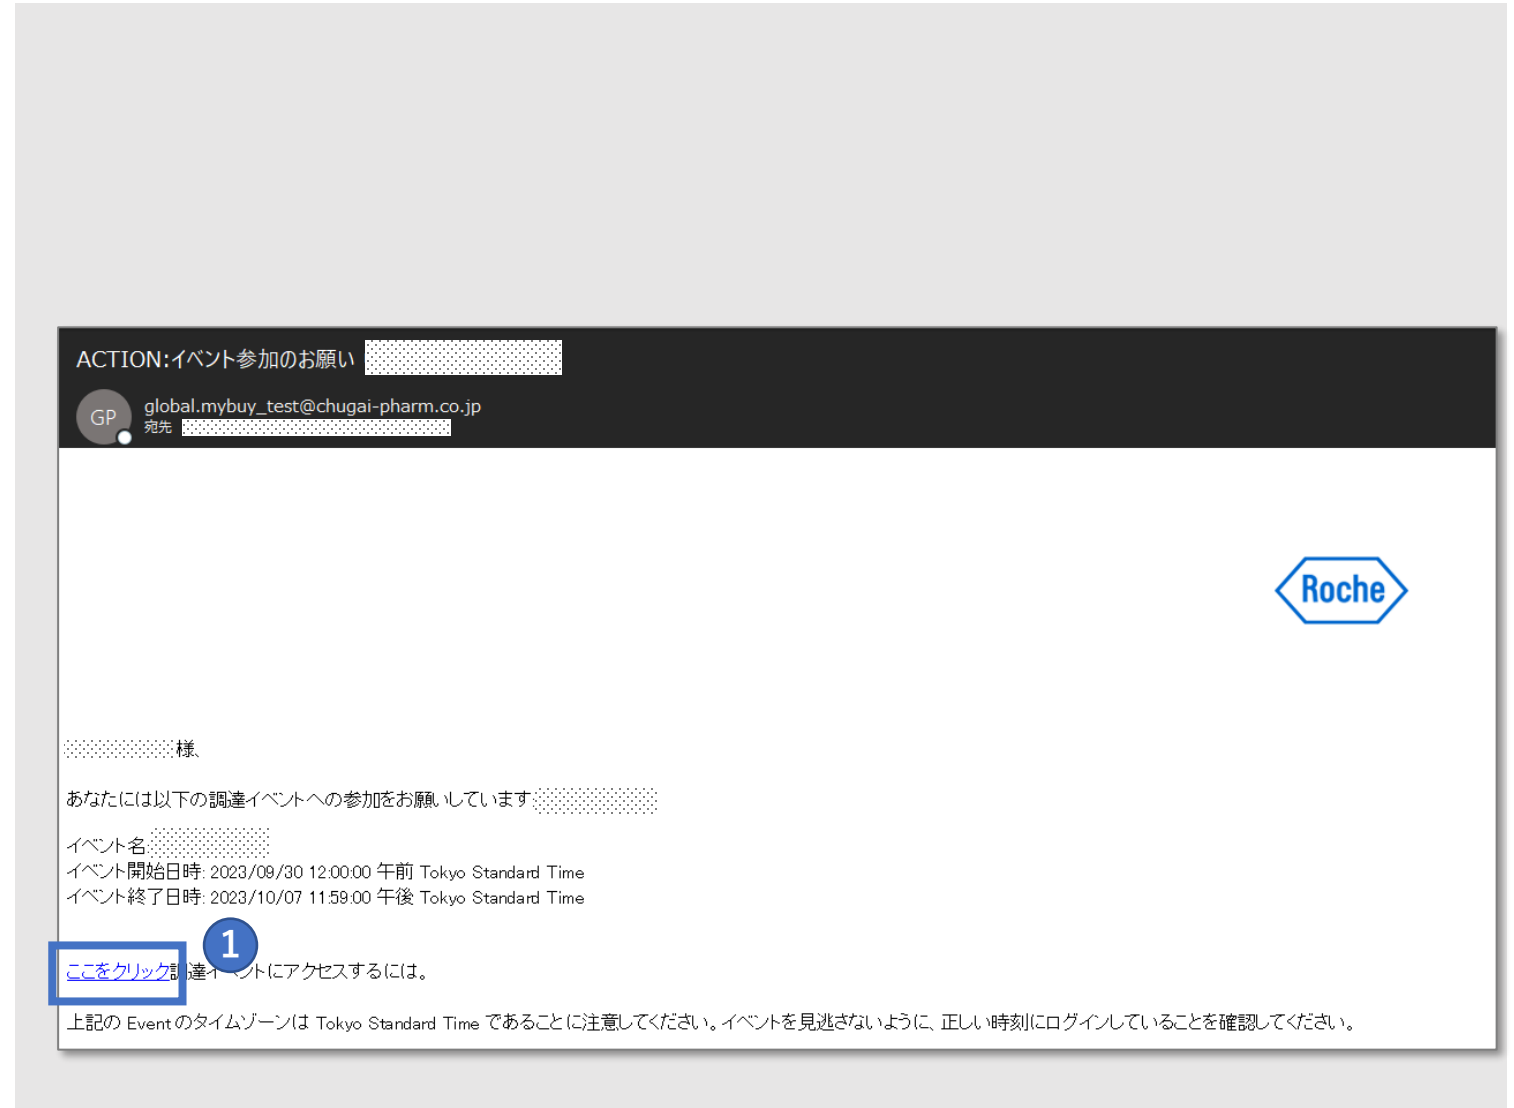 ACTION:イベント参加のお願い
GP
global.mybuy_test@chugai-pharm.co.jp
宛先
Roche
様、
あなたには以下の調達イベントへの参加をお願いしています:
イベント名:
イベント開始日時: 2023/09/30 12:00:00 午前 Tokyo Standard Time
イベント終了日時: 2023/10/07 11:59:00 午後 Tokyo Standard Time
1
ここをクリック調達イベントにアクセスするには。
上記の Event のタイムゾーンは Tokyo Standard Time であることに注意してください。イベントを見逃さないように、正しい時刻にログインしていることを確認してください。